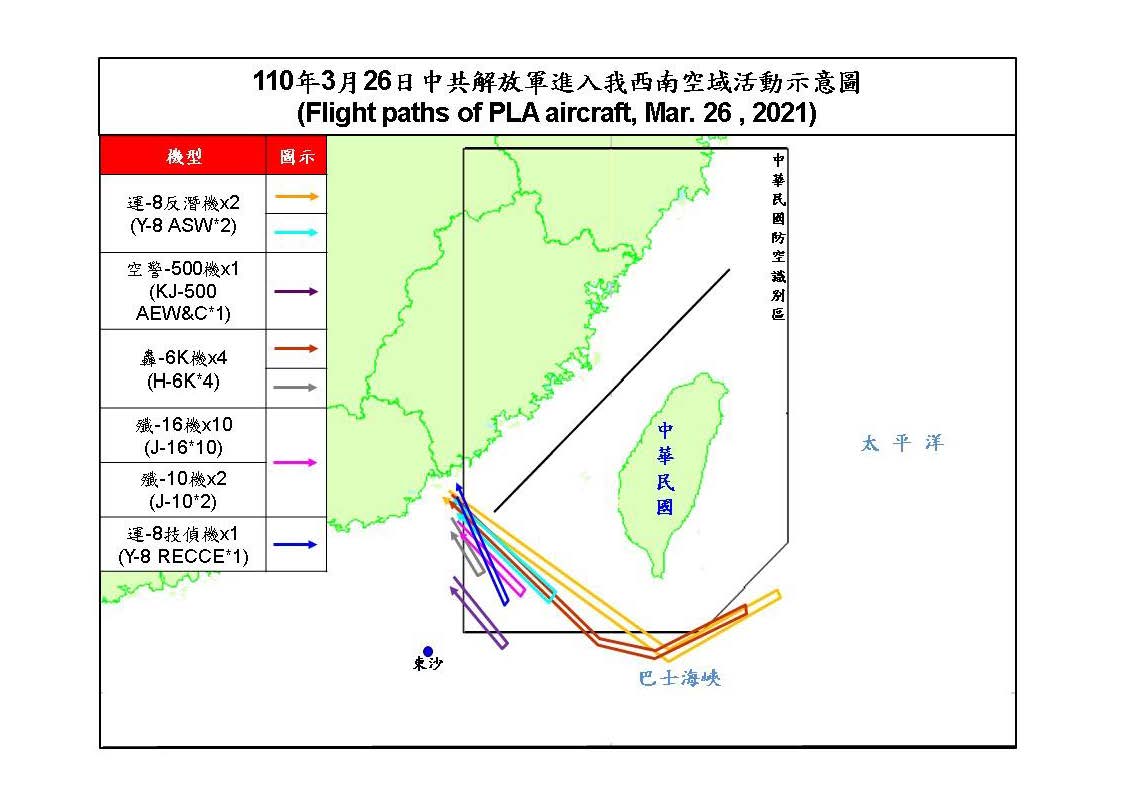 110年3月26日中共解放軍進入我西南空域活動示意圖
(Flight paths of PLA aircraft, Mar. 26 , 2021)
機型
圖示
運-8反潛機x2
(Y-8 ASW*2)
空警-500機x1
(KJ-500
AEW&C*1)
轟-6K機x4
(H-6K*4)
殲-16機x10
(J-16*10)
殲-10機x2
(J-10*2)
運-8技偵機x1
(Y-8 RECCE*1)
中華民國防空識別區
中華民國
太平洋
東沙
巴士海峽